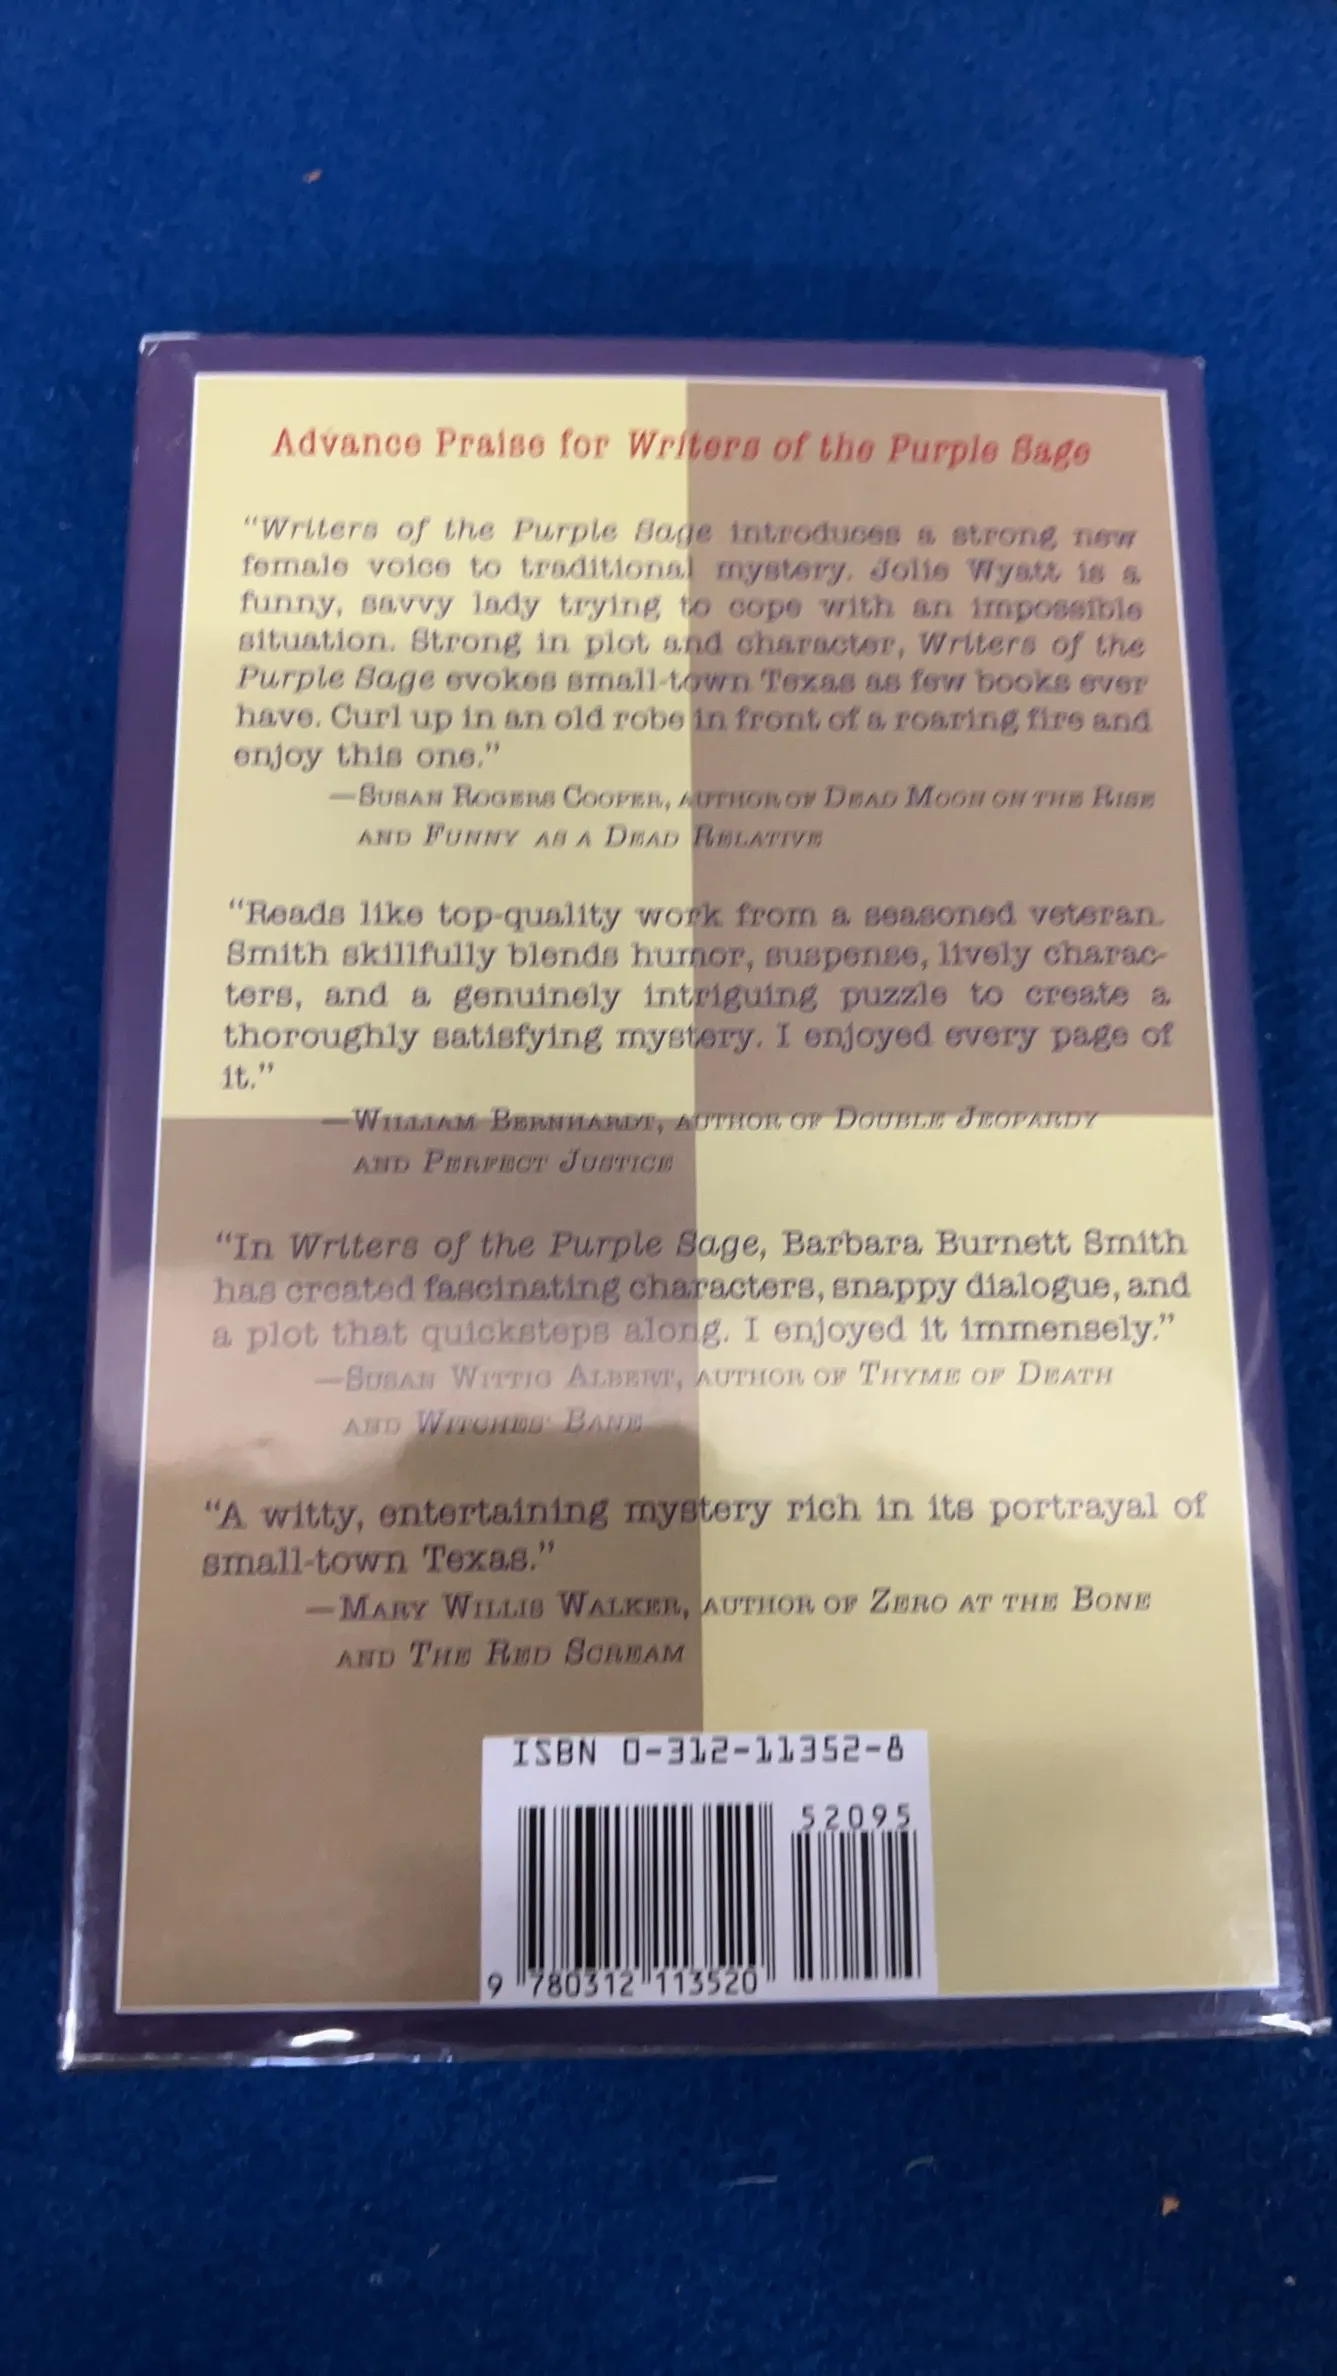 Advance Praise for Writers of the Purple Sage
“Writers of the Purple Sage introduces a strong new
female voice to traditional mystery. Jolie Wyatt is a
funny, savvy lady trying to cope with an impossible
situation. Strong in plot and character, Writers of the
Purple Sage evokes small-town Texas as few books ever
have. Curl up in an old robe in front of a roaring fire and
enjoy this one.”
—SUSAN ROGERS COOPER, AUTHOR OF DEAD MOON ON THE RISE
AND FUNNY AS A DEAD RELATIVE
“Reads like top-quality work from a seasoned veteran.
Smith skillfully blends humor, suspense, lively charac-
ters, and a genuinely intriguing puzzle to create a
thoroughly satisfying mystery. I enjoyed every page of
it.”
—WILLIAM BERNHARDT, AUTHOR OF DOUBLE JEOPARDY
AND PERFECT JUSTICE
“In Writers of the Purple Sage, Barbara Burnett Smith
has created fascinating characters, snappy dialogue, and
a plot that quicksteps along. I enjoyed it immensely.”
—SUSAN WITTIG ALBERT, AUTHOR OF THYME OF DEATH
AND WITCHES' BANE
“A witty, entertaining mystery rich in its portrayal of
small-town Texas.”
—MARY WILLIS WALKER, AUTHOR OF ZERO AT THE BONE
AND THE RED SCREAM
ISBN 0-312-11352-8
52095
9 780312 113520